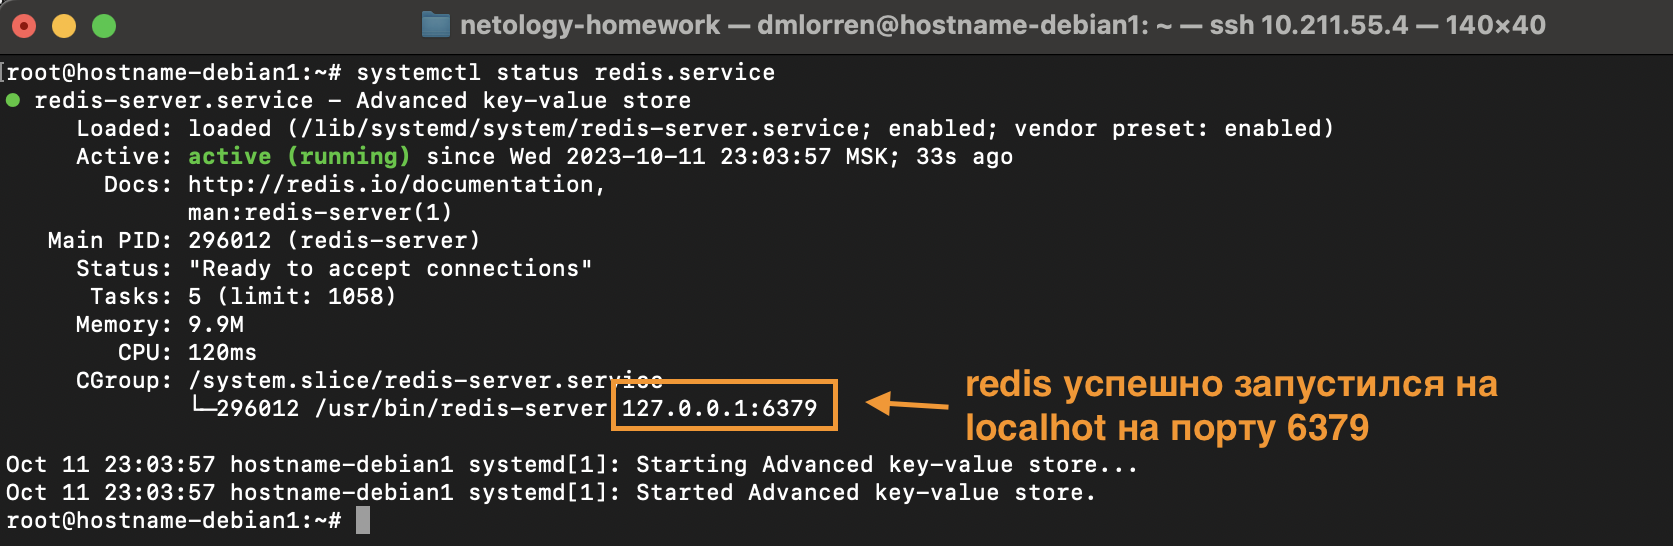 netology-homework — dmlorren@hostname-debian1: ~ — ssh 10.211.55.4 — 140×40
[root@hostname-debian1:~# systemctl status redis.service
● redis-server.service - Advanced key-value store
Loaded: loaded (/lib/systemd/system/redis-server.service; enabled; vendor preset: enabled)
Active: active (running) since Wed 2023-10-11 23:03:57 MSK; 33s ago
Docs: http://redis.io/documentation,
man:redis-server(1)
Main PID: 296012 (redis-server)
Status: "Ready to accept connections"
Tasks: 5 (limit: 1058)
Memory: 9.9M
CPU: 120ms
CGroup: /system.slice/redis-server.service
└─296012 /usr/bin/redis-server 127.0.0.1:6379
redis успешно запустился на
localhot на порту 6379
Oct 11 23:03:57 hostname-debian1 systemd[1]: Starting Advanced key-value store...
Oct 11 23:03:57 hostname-debian1 systemd[1]: Started Advanced key-value store.
root@hostname-debian1:~#